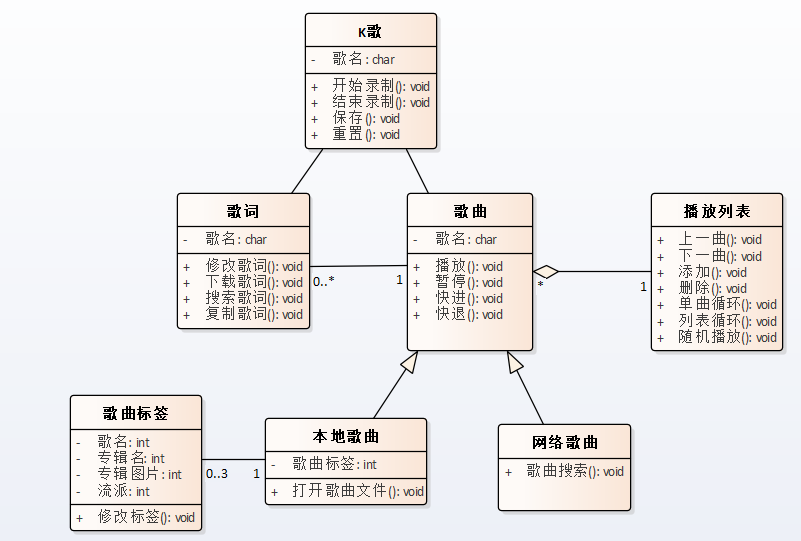 K歌
- 歌名: char
+ 开始录制(): void
+ 结束录制(): void
+ 保存(): void
+ 重置(): void
歌词
- 歌名: char
+ 修改歌词(): void
+ 下载歌词(): void
+ 搜索歌词(): void
+ 复制歌词(): void
0..*
1
歌曲
- 歌名: char
+ 播放(): void
+ 暂停(): void
+ 快进(): void
+ 快退(): void
*
1
播放列表
+ 上一曲(): void
+ 下一曲(): void
+ 添加(): void
+ 删除(): void
+ 单曲循环(): void
+ 列表循环(): void
+ 随机播放(): void
歌曲标签
- 歌名: int
- 专辑名: int
- 专辑图片: int
- 流派: int
+ 修改标签(): void
0..3
1
本地歌曲
- 歌曲标签: int
+ 打开歌曲文件(): void
网络歌曲
+ 歌曲搜索(): void